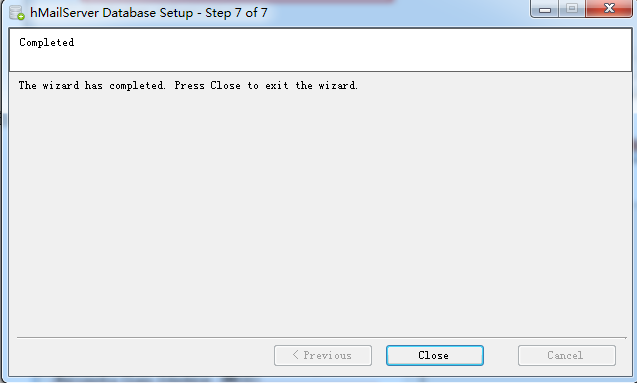 hMailServer Database Setup - Step 7 of 7
Completed
The wizard has completed. Press Close to exit the wizard.
< Previous
Close
Cancel